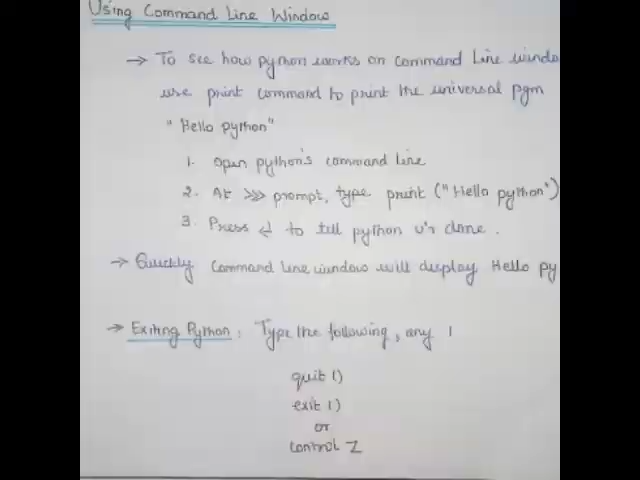 Using Command Line Window
→ To see how python works on command line windo
use print command to print the universal pgm
"Hello python"
1. Open python's command line
2. At >>> prompt, type print ("Hello python")
3. Press ↵ to tell python u'r done.
→ Quickly command line window will display Hello py
→ Exiting Python: Type the following, any 1
quit ()
exit ()
or
control Z